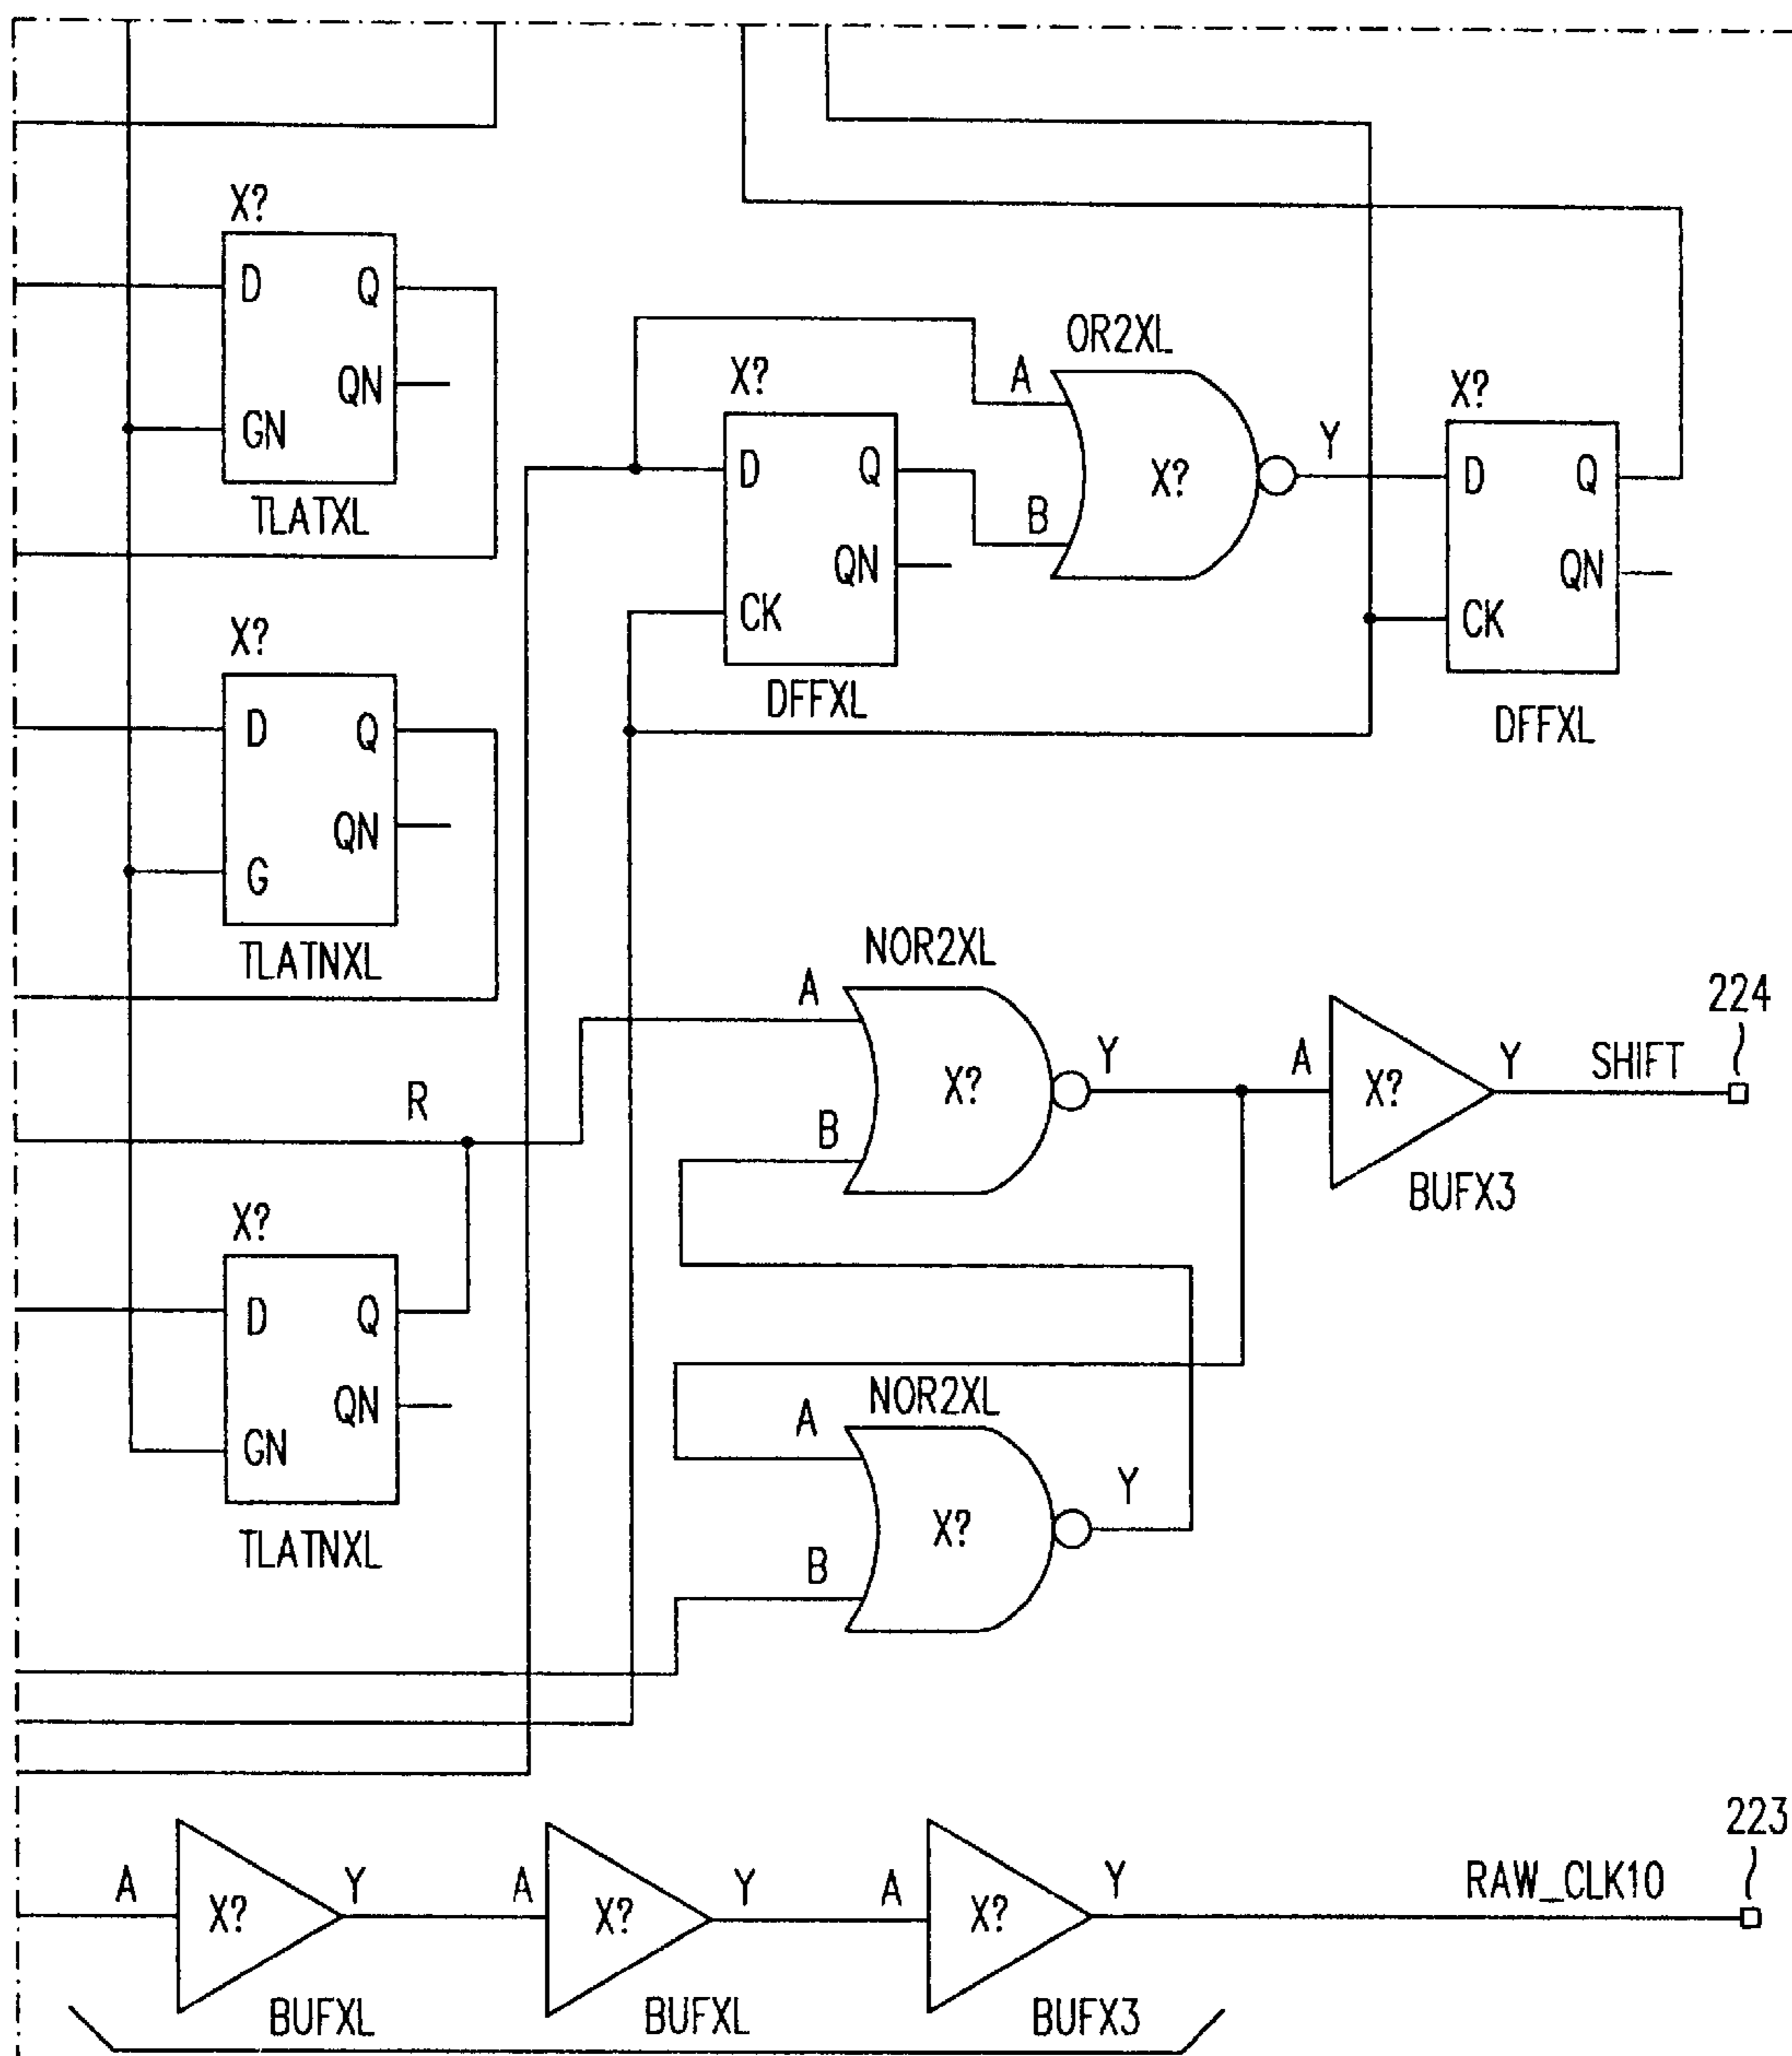 X?
D Q
QN
GN
TLATXL
X?
D Q
QN
CK
DFFXL
OR2XL
A
X?
B
Y
X?
D Q
QN
CK
DFFXL
X?
D Q
QN
G
TLATNXL
R
X?
D Q
QN
GN
TLATNXL
NOR2XL
A
X?
B
Y
A
X?
Y
SHIFT
224
BUFX3
NOR2XL
A
X?
B
Y
A
X?
Y
BUFXL
A
X?
Y
BUFXL
A
X?
Y
BUFX3
RAW_CLK10
223